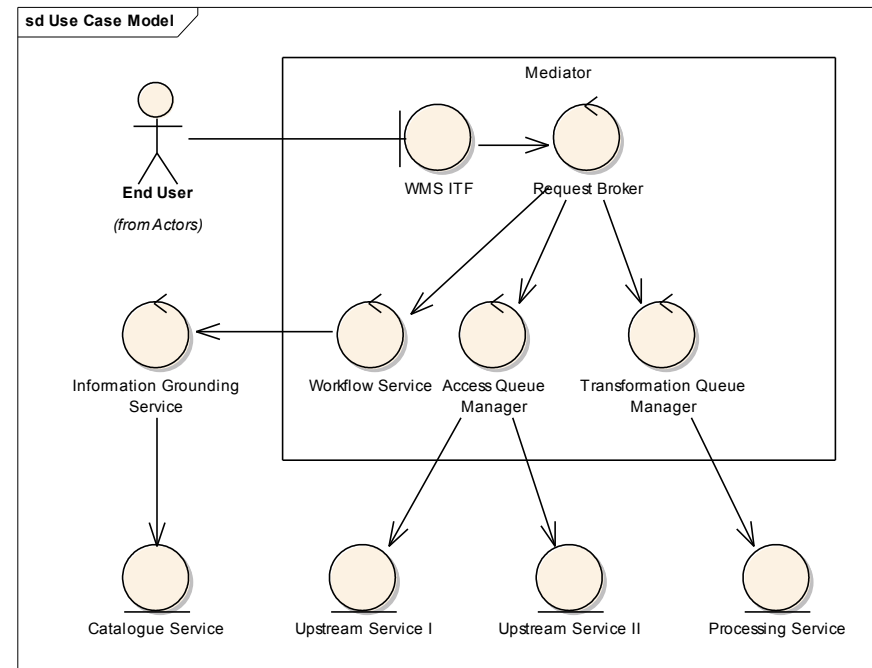 sd Use Case Model
Mediator
End User
(from Actors)
WMS ITF
Request Broker
Information Grounding
Service
Workflow Service
Access Queue
Manager
Transformation Queue
Manager
Catalogue Service
Upstream Service I
Upstream Service II
Processing Service